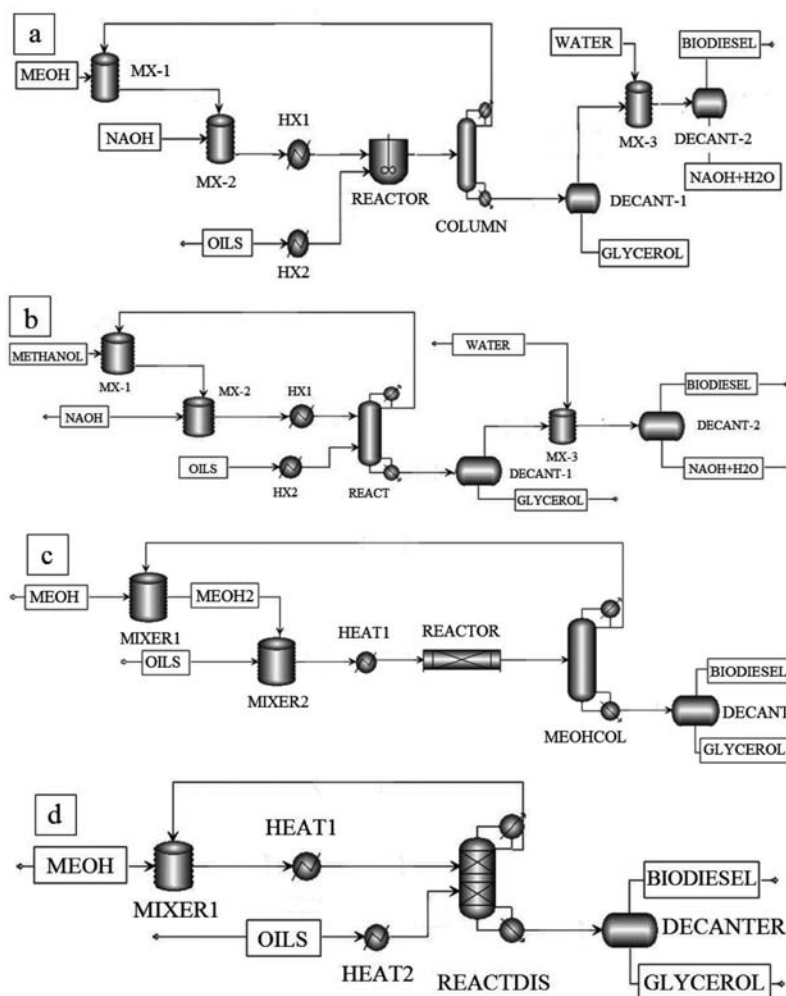 a
WATER
BIODIESEL
MEOH
MX-1
NAOH
MX-2
HX1
MX-3
DECANT-2
REACTOR
NAOH+H2O
DECANT-1
OILS
HX2
COLUMN
GLYCEROL
b
METHANOL
MX-1
WATER
BIODIESEL
NAOH
MX-2
HX1
MX-3
DECANT-2
OILS
HX2
REACT
DECANT-1
NAOH+H2O
GLYCEROL
c
MEOH
MEOH2
MIXER1
HEAT1
REACTOR
OILS
MIXER2
MEOHCOL
BIODIESEL
DECANT
GLYCEROL
d
HEAT1
MEOH
MIXER1
BIODIESEL
OILS
HEAT2
REACTDIS
DECANTER
GLYCEROL